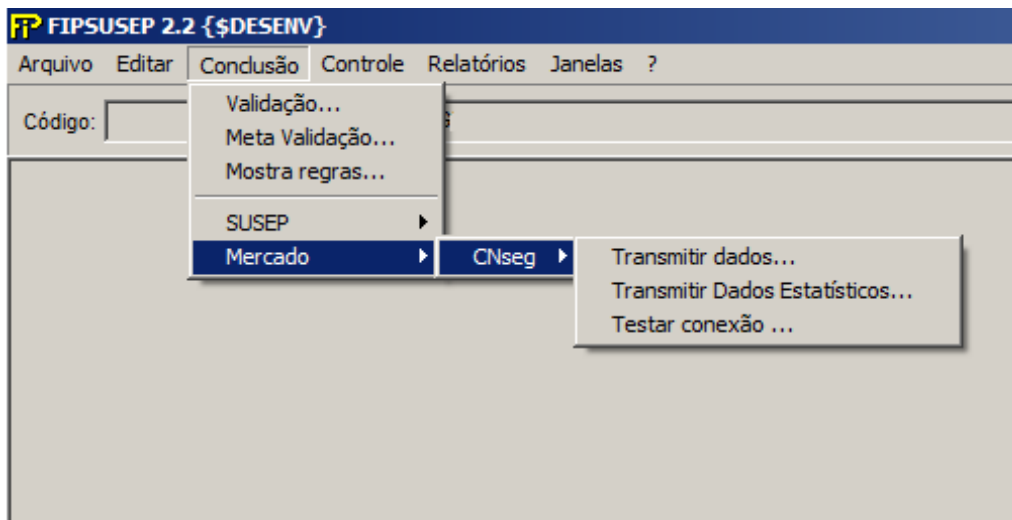 FIPSUSEP 2.2 {$DESENV}
Arquivo Editar Conclusão Controle Relatórios Janelas ?
Código:
Validação...
Meta Validação...
Mostra regras...
SUSEP
Mercado
CNseg
Transmitir dados...
Transmitir Dados Estatísticos...
Testar conexão ...